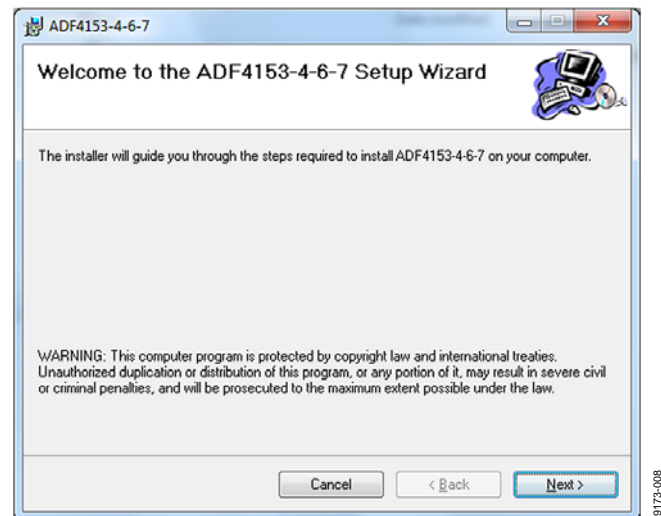 ADF4153-4-6-7
Welcome to the ADF4153-4-6-7 Setup Wizard
The installer will guide you through the steps required to install ADF4153-4-6-7 on your computer.
WARNING: This computer program is protected by copyright law and international treaties.
Unauthorized duplication or distribution of this program, or any portion of it, may result in severe civil
or criminal penalties, and will be prosecuted to the maximum extent possible under the law.
Cancel
< Back
Next >
9173-008